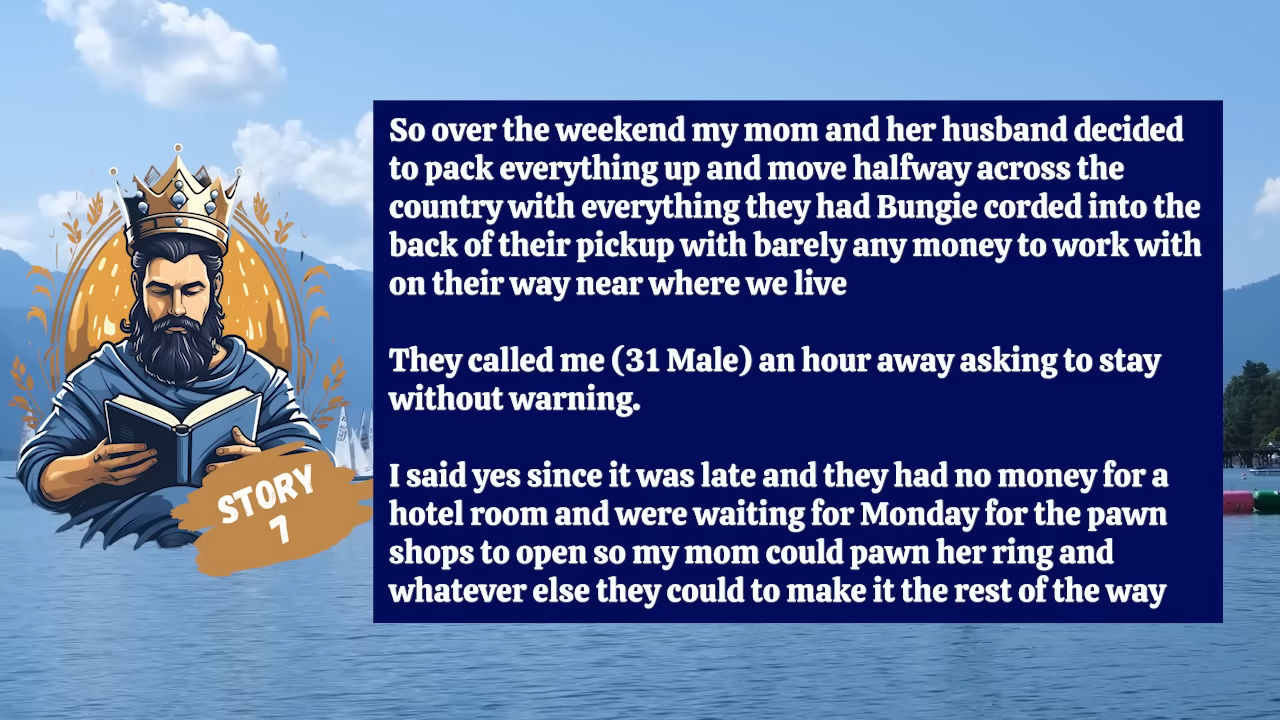 So over the weekend my mom and her husband decided
to pack everything up and move halfway across the
country with everything they had Bungie corded into the
back of their pickup with barely any money to work with
on their way near where we live
They called me (31 Male) an hour away asking to stay
without warning.
I said yes since it was late and they had no money for a
hotel room and were waiting for Monday for the pawn
shops to open so my mom could pawn her ring and
whatever else they could to make it the rest of the way
STORY
7